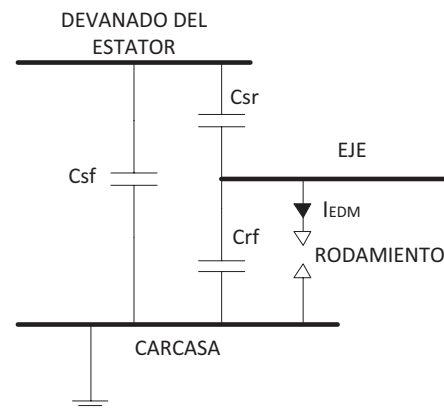 DEVANADO DEL
ESTATOR
Csr
EJE
Csf
IEDM
Crf
RODAMIENTO
CARCASA